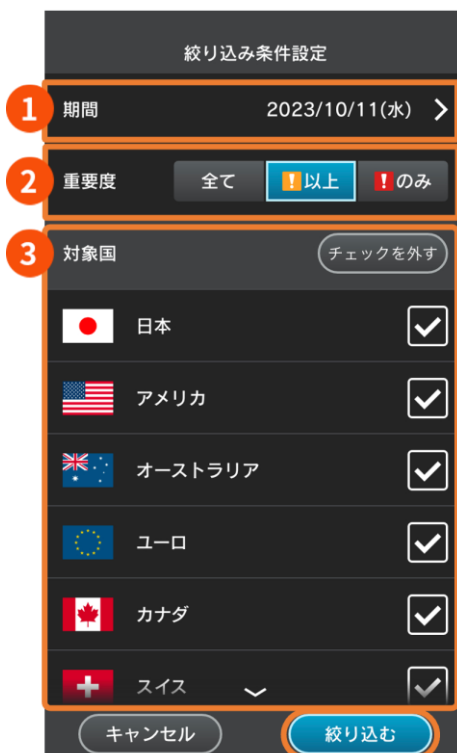 絞り込み条件設定
1 期間 2023/10/11(水)
2 重要度 全て !以上 !のみ
3 対象国 チェックを外す
日本
アメリカ
オーストラリア
ユーロ
カナダ
スイス
キャンセル 絞り込む